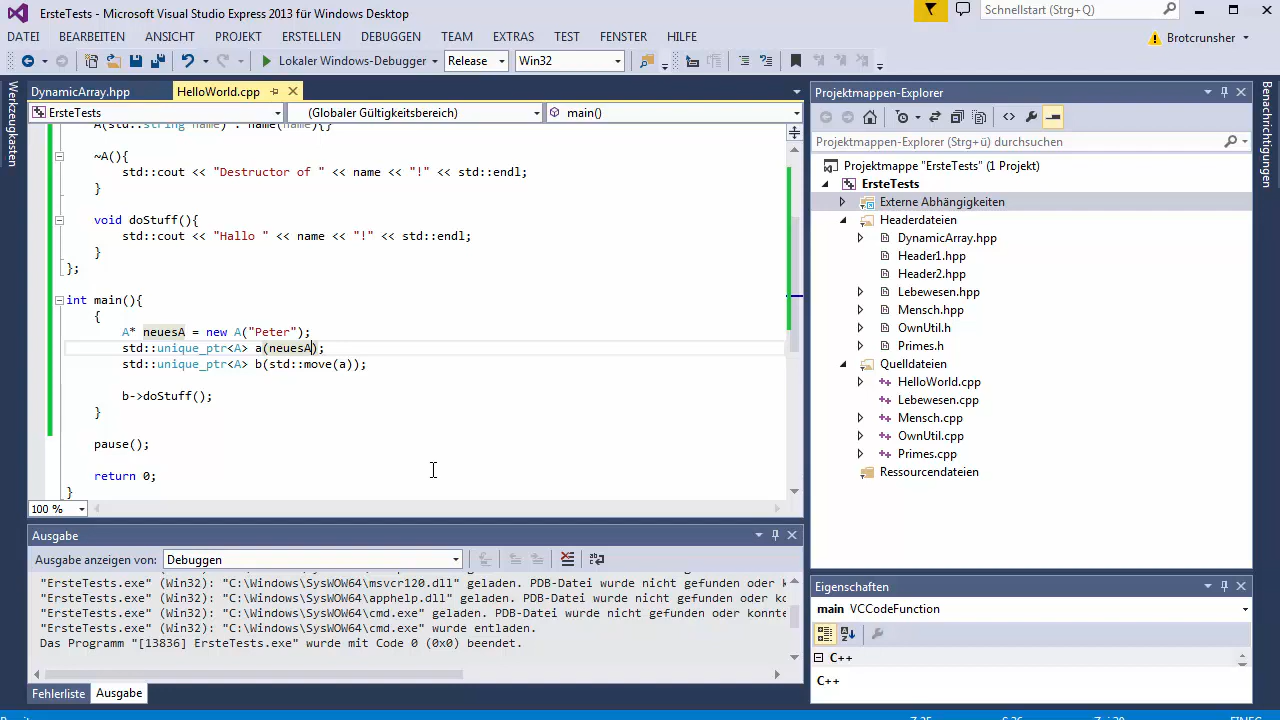 ErsteTests - Microsoft Visual Studio Express 2013 für Windows Desktop
Schnellstart (Strg+Q)
DATEI BEARBEITEN ANSICHT PROJEKT ERSTELLEN DEBUGGEN TEAM EXTRAS TEST FENSTER HILFE
Brotcrunsher
Lokaler Windows-Debugger Release Win32
Werkzeugkasten
DynamicArray.hpp HelloWorld.cpp
ErsteTests (Globaler Gültigkeitsbereich) main()
A(std::string name) : name(name){}
~A(){
std::cout << "Destructor of " << name << "!" << std::endl;
}
void doStuff(){
std::cout << "Hallo " << name << "!" << std::endl;
}
};
int main(){
{
A* neuesA = new A("Peter");
std::unique_ptr<A> a(neuesA);
std::unique_ptr<A> b(std::move(a));
b->doStuff();
}
pause();
return 0;
}
100 %
Ausgabe
Ausgabe anzeigen von: Debuggen
"ErsteTests.exe" (Win32): "C:\Windows\SysWOW64\msvcr120.dll" geladen. PDB-Datei wurde nicht gefunden oder k
"ErsteTests.exe" (Win32): "C:\Windows\SysWOW64\apphelp.dll" geladen. PDB-Datei wurde nicht gefunden oder ko
"ErsteTests.exe" (Win32): "C:\Windows\SysWOW64\cmd.exe" geladen. PDB-Datei wurde nicht gefunden oder konnte
"ErsteTests.exe" (Win32): "C:\Windows\SysWOW64\cmd.exe" wurde entladen.
Das Programm "[13836] ErsteTests.exe" wurde mit Code 0 (0x0) beendet.
Fehlerliste Ausgabe
Projektmappen-Explorer
Projektmappen-Explorer (Strg+ü) durchsuchen
Projektmappe "ErsteTests" (1 Projekt)
ErsteTests
Externe Abhängigkeiten
Headerdateien
DynamicArray.hpp
Header1.hpp
Header2.hpp
Lebewesen.hpp
Mensch.hpp
OwnUtil.h
Primes.h
Quelldateien
HelloWorld.cpp
Lebewesen.cpp
Mensch.cpp
OwnUtil.cpp
Primes.cpp
Ressourcendateien
Eigenschaften
main VCCodeFunction
C++
C++
Benachrichtigungen